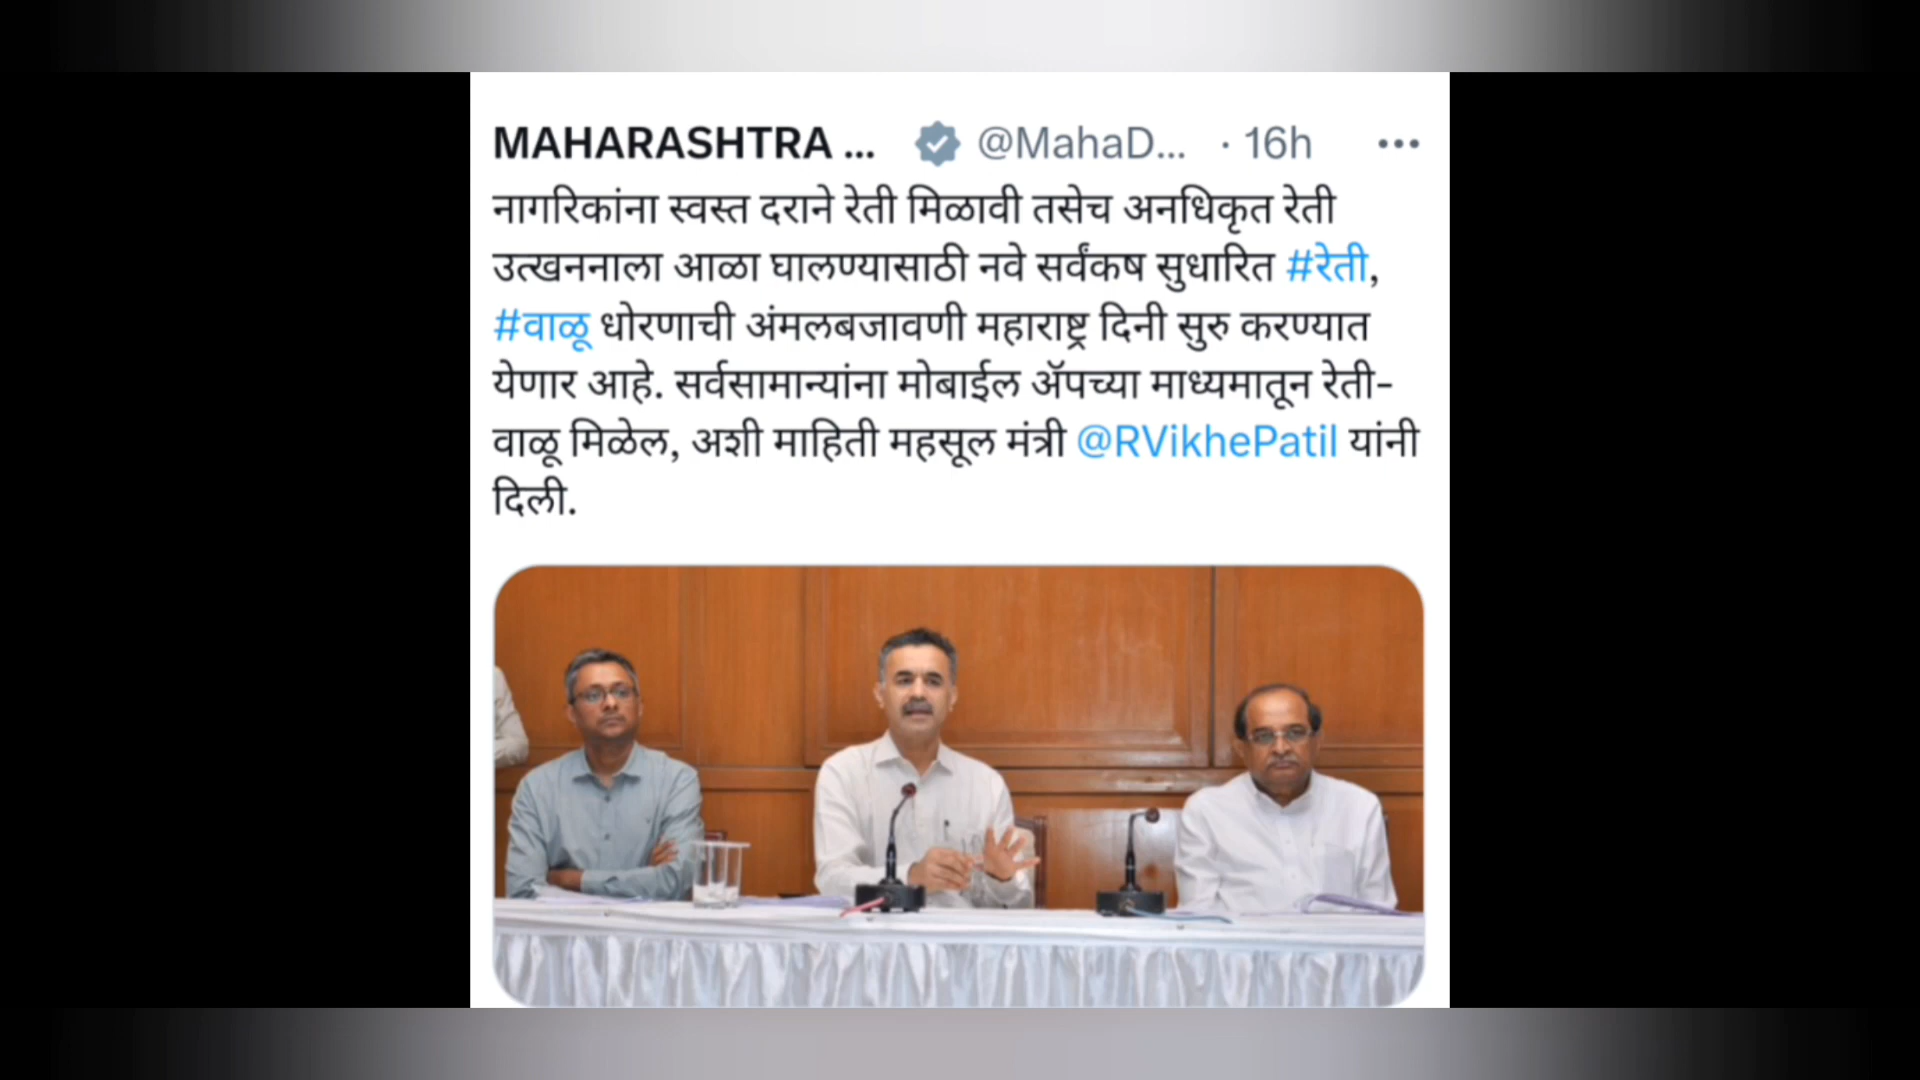 MAHARASHTRA ... @MahaD... · 16h
नागरिकांना स्वस्त दराने रेती मिळावी तसेच अनधिकृत रेती
उत्खननाला आळा घालण्यासाठी नवे सर्वंकष सुधारित #रेती,
#वाळू धोरणाची अंमलबजावणी महाराष्ट्र दिनी सुरु करण्यात
येणार आहे. सर्वसामान्यांना मोबाईल ॲपच्या माध्यमातून रेती-
वाळू मिळेल, अशी माहिती महसूल मंत्री @RVikhePatil यांनी
दिली.